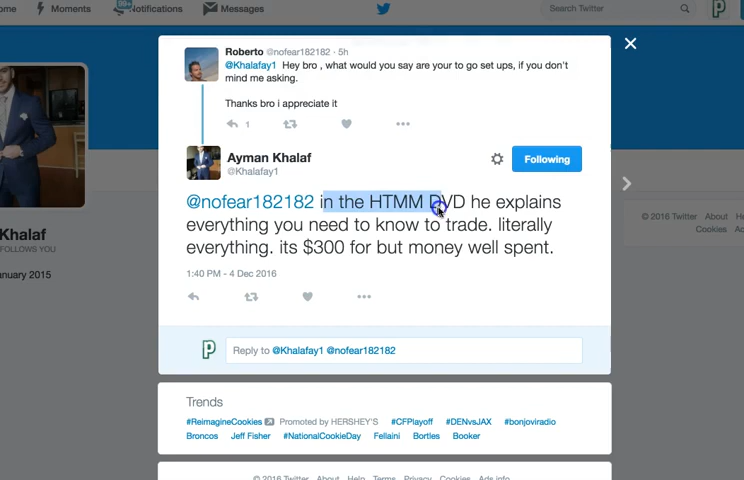 ome
Moments
99+
Notifications
Messages
Search Twitter
Roberto @nofear182182 · 5h
@Khalafay1 Hey bro , what would you say are your to go set ups, if you don't
mind me asking.
Thanks bro i appreciate it
1
Ayman Khalaf
@Khalafay1
Following
@nofear182182 in the HTMM DVD he explains
everything you need to know to trade. literally
everything. its $300 for but money well spent.
1:40 PM - 4 Dec 2016
Reply to @Khalafay1 @nofear182182
Khalaf
FOLLOWS YOU
anuary 2015
© 2016 Twitter About He
Cookies Ad
Trends
#ReimagineCookies Promoted by HERSHEY'S #CFPlayoff #DENvsJAX #bonjoviradio
Broncos Jeff Fisher #NationalCookieDay Fellaini Bortles Booker
© 2016 Twitter About Help Terms Privacy Cookies Ads info